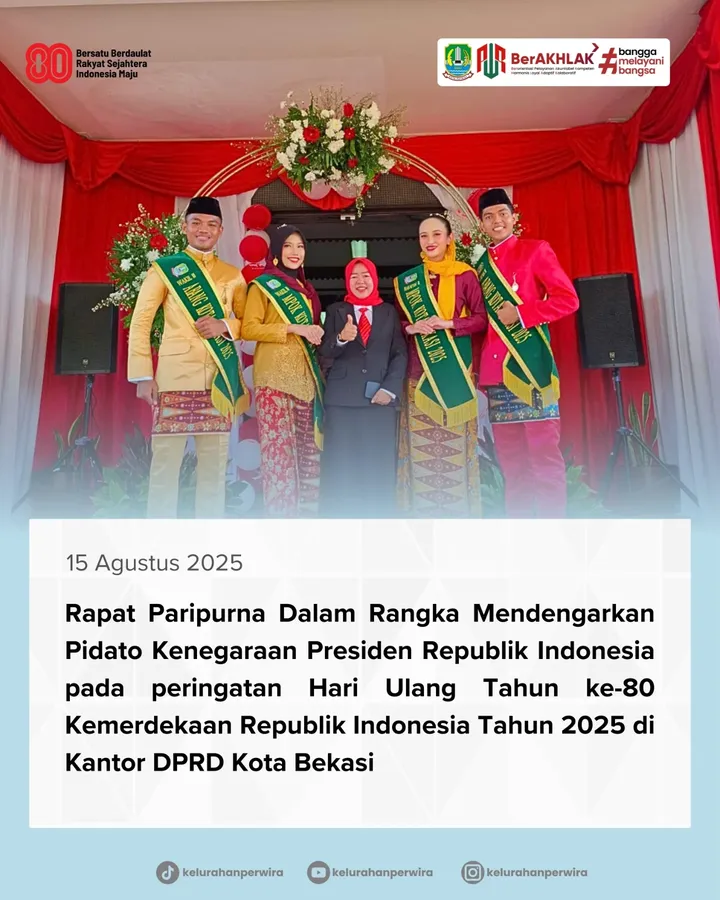 80
Bersatu Berdaulat
Rakyat Sejahtera
Indonesia Maju
BerAKHLAK
#bangga
melayani
bangsa
15 Agustus 2025
Rapat Paripurna Dalam Rangka Mendengarkan
Pidato Kenegaraan Presiden Republik Indonesia
pada peringatan Hari Ulang Tahun ke-80
Kemerdekaan Republik Indonesia Tahun 2025 di
Kantor DPRD Kota Bekasi
kelurahanperwira
kelurahanperwira
kelurahanperwira